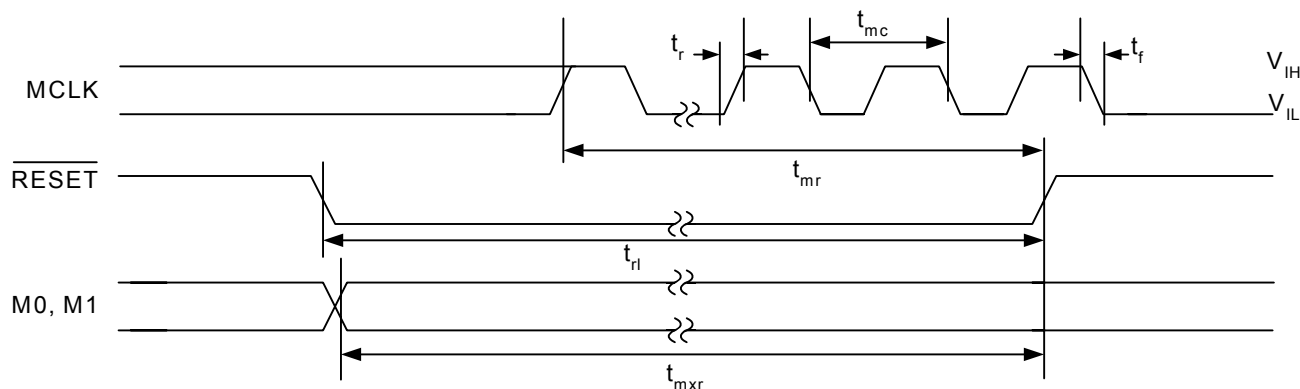 t_mc
t_r
t_f
MCLK
V_IH
V_IL
t_mr
RESET
t_rl
M0, M1
t_mxr